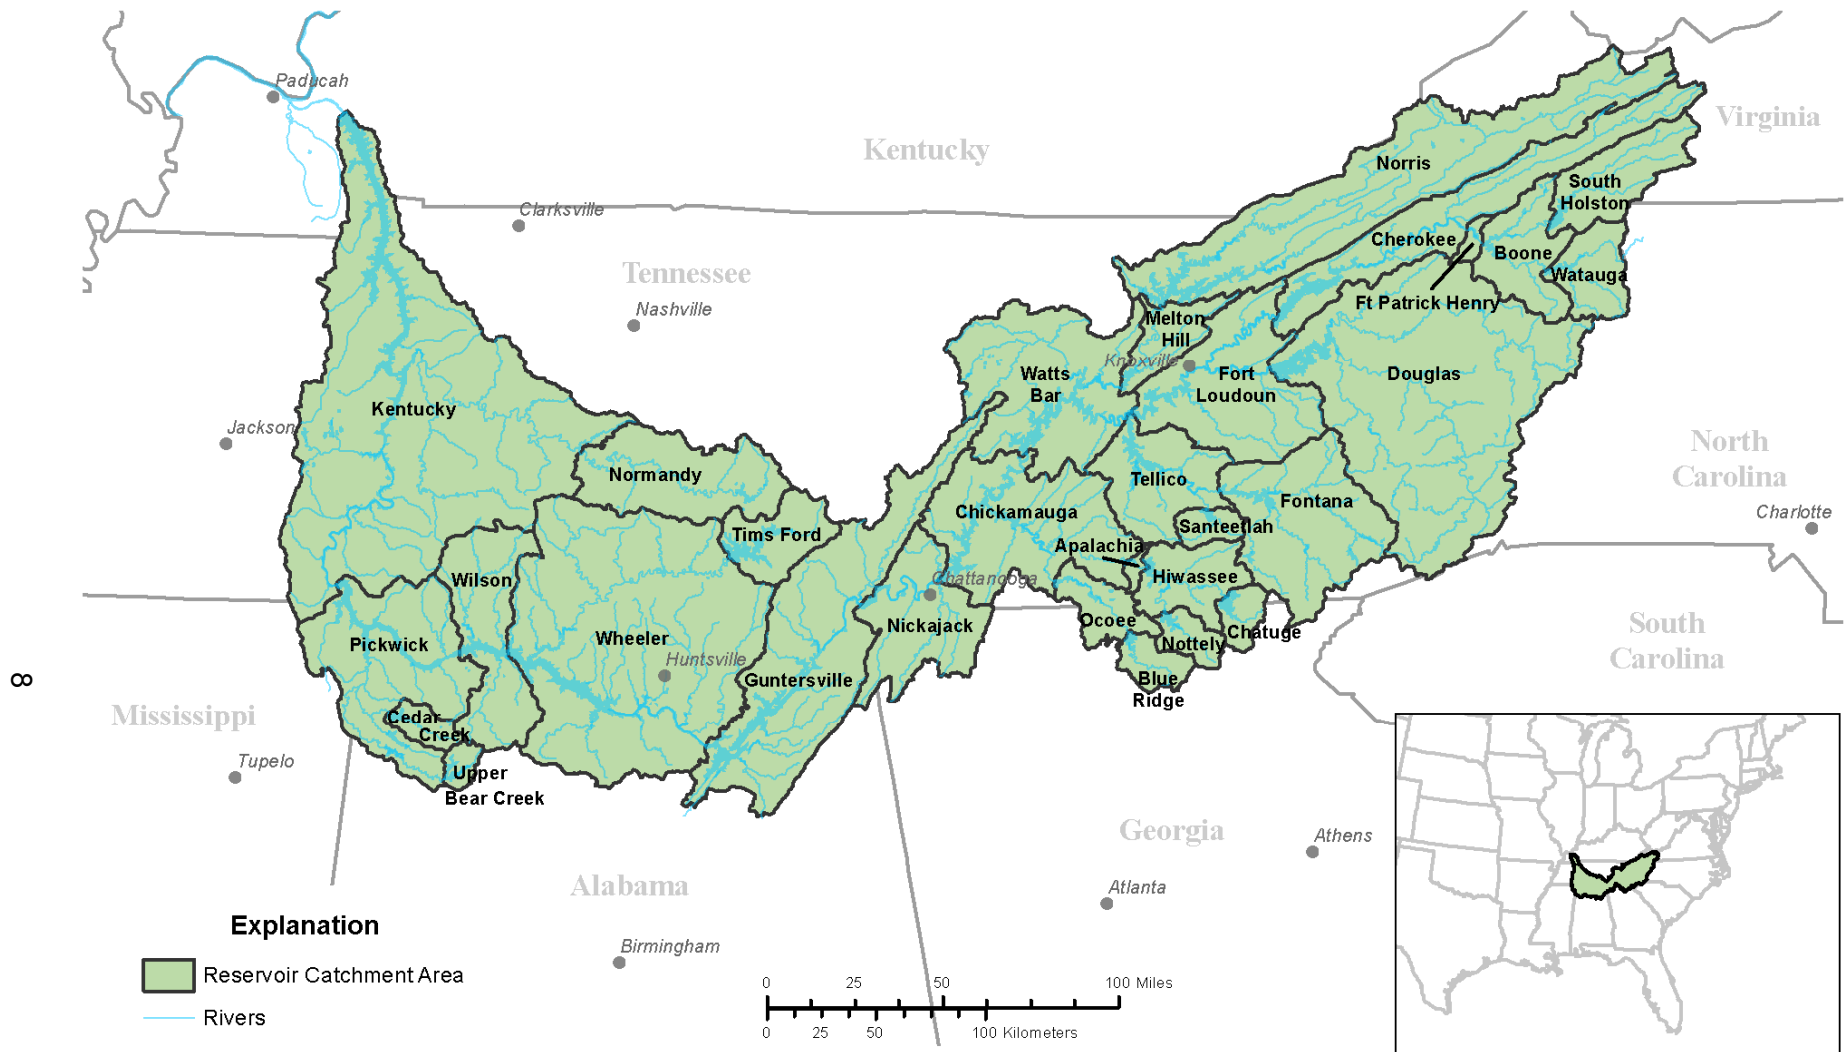 Paducah
Virginia
Kentucky
Norris
South
Holston
Clarksville
Cherokee
Boone
Tennessee
Watauga
Ft Patrick Henry
Nashville
Melton
Hill
Knoxville
Watts
Bar
Fort
Loudoun
Douglas
Kentucky
Jackson
North
Carolina
Normandy
Tellico
Fontana
Chickamauga
Charlotte
Tims Ford
Santeetlah
Apalachia
Wilson
Hiwassee
Chattanooga
Ocoee
Nickajack
Chatuge
Pickwick
Wheeler
Nottely
South
Carolina
Huntsville
Guntersville
Blue
Ridge
8
Mississippi
Cedar
Creek
Tupelo
Upper
Bear Creek
Georgia
Athens
Alabama
Atlanta
Birmingham
Explanation
Reservoir Catchment Area
Rivers
0 25 50 100 Miles
0 25 50 100 Kilometers